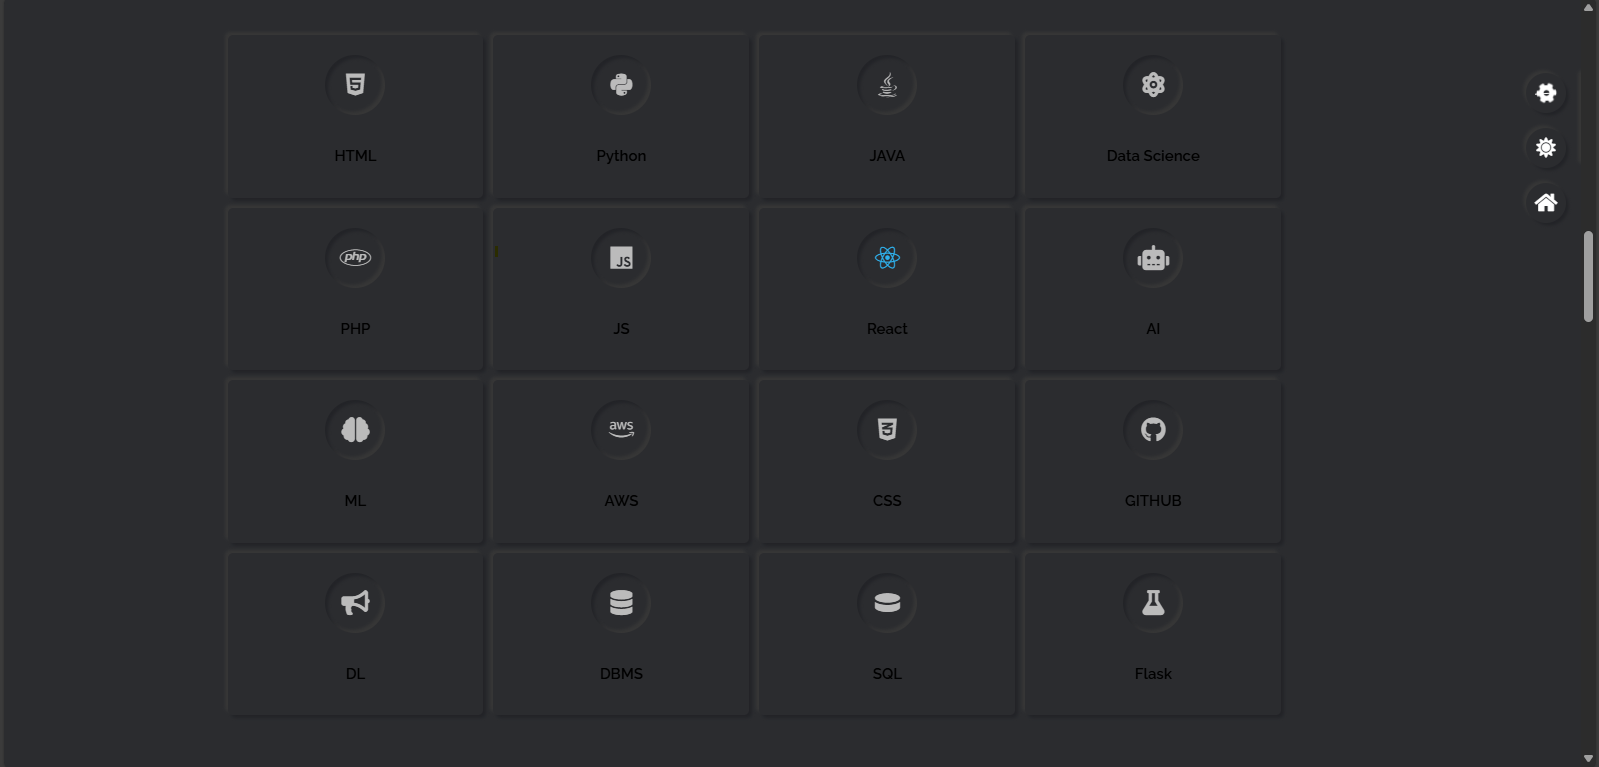 HTML
Python
JAVA
Data Science
php
JS
PHP
JS
React
AI
aws
ML
AWS
CSS
GITHUB
DL
DBMS
SQL
Flask